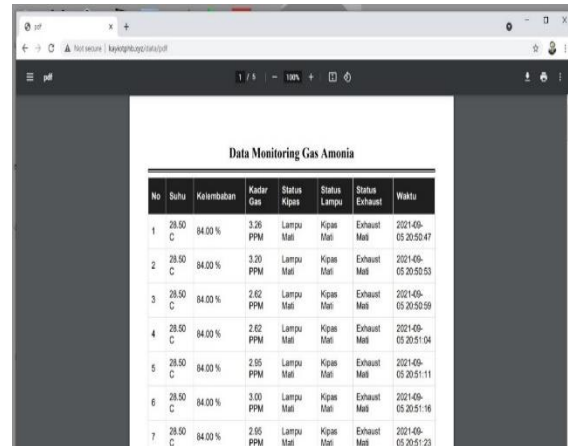 pdf
Not secure | kayiotphb.xyz/data/pdf
pdf
1 / 5
100%
Data Monitoring Gas Amonia
No Suhu Kelembaban Kadar Gas Status Kipas Status Lampu Status Exhaust Waktu
1 28.50 C 84.00 % 3.26 PPM Lampu Mati Kipas Mati Exhaust Mati 2021-09-05 20:50:47
2 28.50 C 84.00 % 3.20 PPM Lampu Mati Kipas Mati Exhaust Mati 2021-09-05 20:50:53
3 28.50 C 84.00 % 2.62 PPM Lampu Mati Kipas Mati Exhaust Mati 2021-09-05 20:50:59
4 28.50 C 84.00 % 2.62 PPM Lampu Mati Kipas Mati Exhaust Mati 2021-09-05 20:51:04
5 28.50 C 84.00 % 2.95 PPM Lampu Mati Kipas Mati Exhaust Mati 2021-09-05 20:51:11
6 28.50 C 84.00 % 3.00 PPM Lampu Mati Kipas Mati Exhaust Mati 2021-09-05 20:51:16
7 28.50 C 84.00 % 2.95 PPM Lampu Mati Kipas Mati Exhaust Mati 2021-09-05 20:51:23